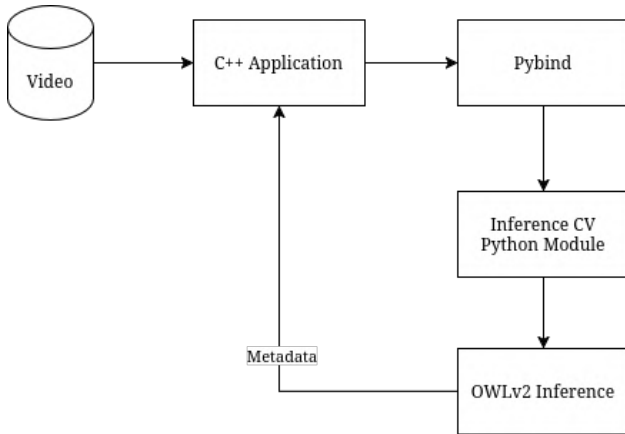 Video
C++ Application
Pybind
Inference CV
Python Module
Metadata
OWLv2 Inference